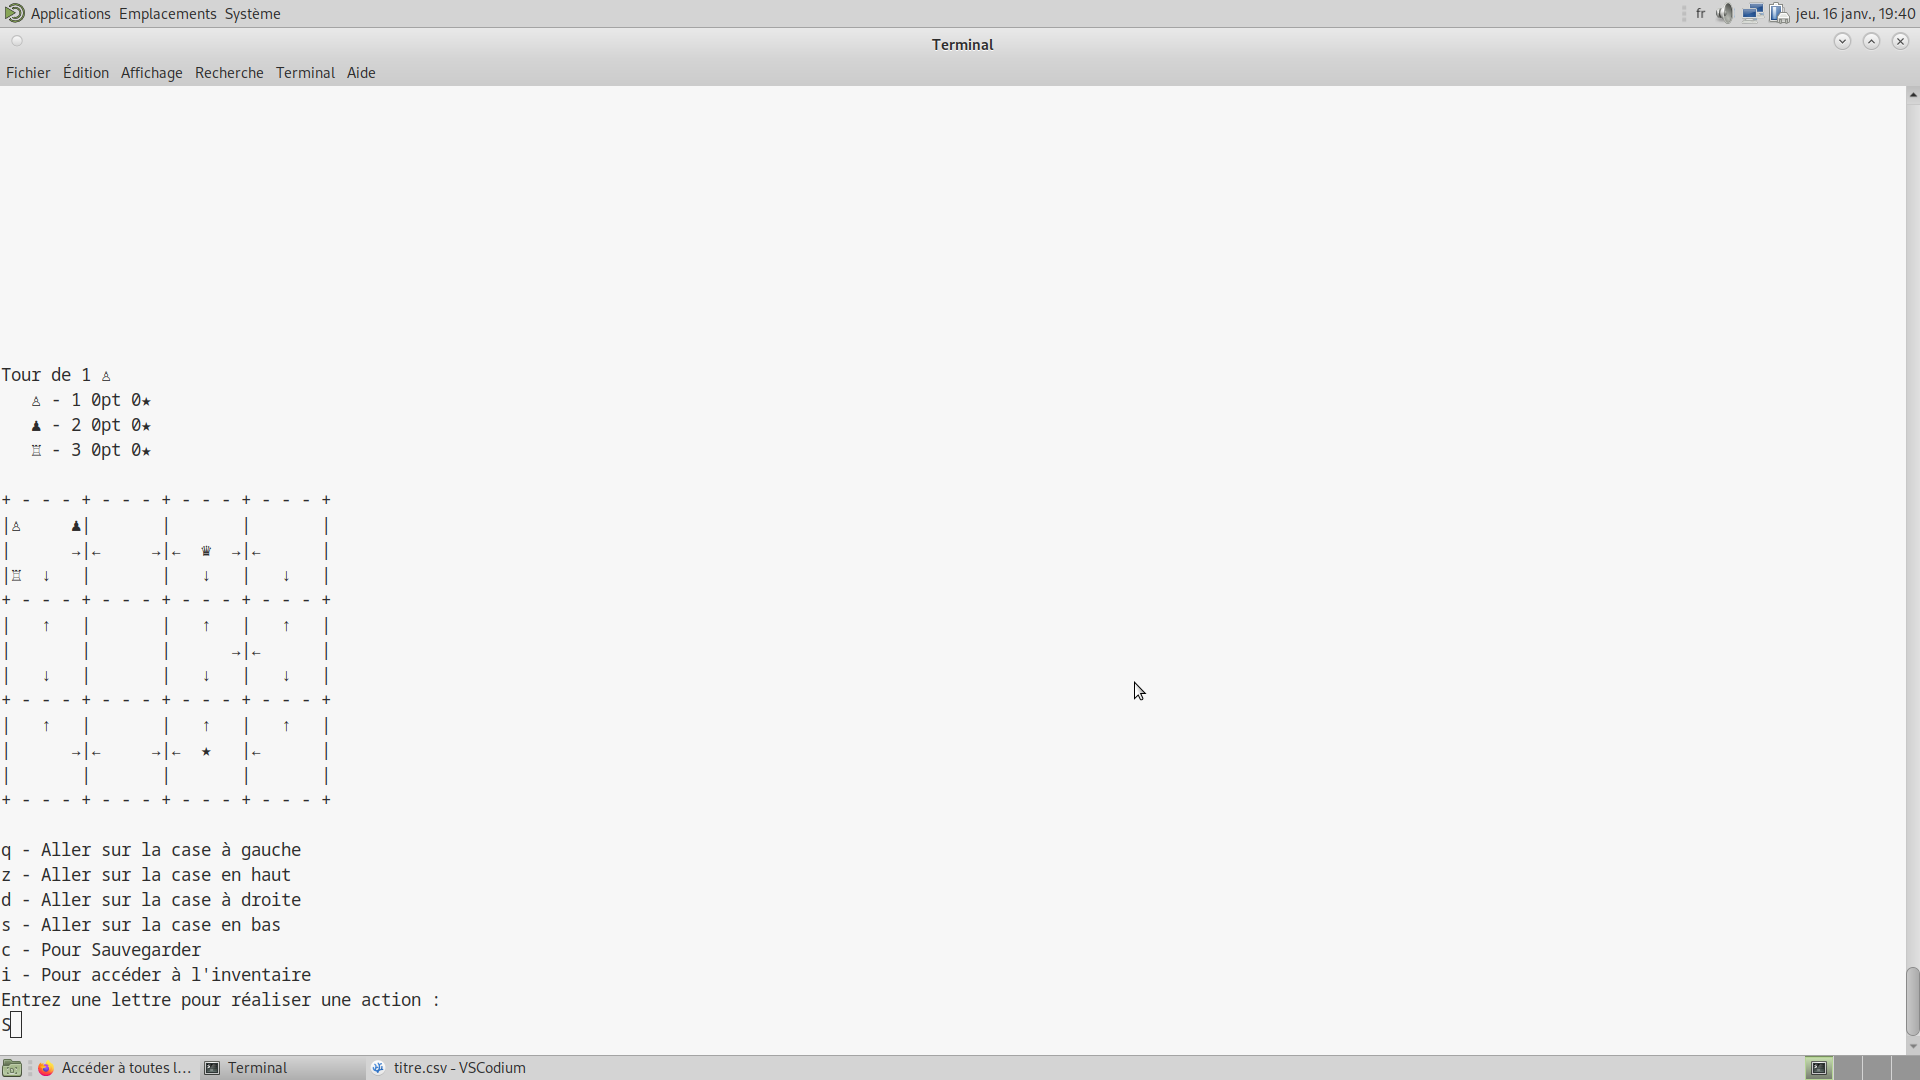 Applications Emplacements Système fr jeu. 16 janv., 19:40
Terminal
Fichier Édition Affichage Recherche Terminal Aide
Tour de 1 ♙
♙ - 1 0pt 0★
♟ - 2 0pt 0★
♖ - 3 0pt 0★
+ - - - + - - - + - - - + - - - +
|♙     ♟|       |       |       |
|      →|←     →|←  ♛  →|←      |
|♖  ↓   |       |   ↓   |   ↓   |
+ - - - + - - - + - - - + - - - +
|   ↑   |       |   ↑   |   ↑   |
|       |       |      →|←      |
|   ↓   |       |   ↓   |   ↓   |
+ - - - + - - - + - - - + - - - +
|   ↑   |       |   ↑   |   ↑   |
|      →|←     →|←  ★   |←      |
|       |       |       |       |
+ - - - + - - - + - - - + - - - +
q - Aller sur la case à gauche
z - Aller sur la case en haut
d - Aller sur la case à droite
s - Aller sur la case en bas
c - Pour Sauvegarder
i - Pour accéder à l'inventaire
Entrez une lettre pour réaliser une action :
S
Accéder à toutes l... Terminal titre.csv - VSCodium